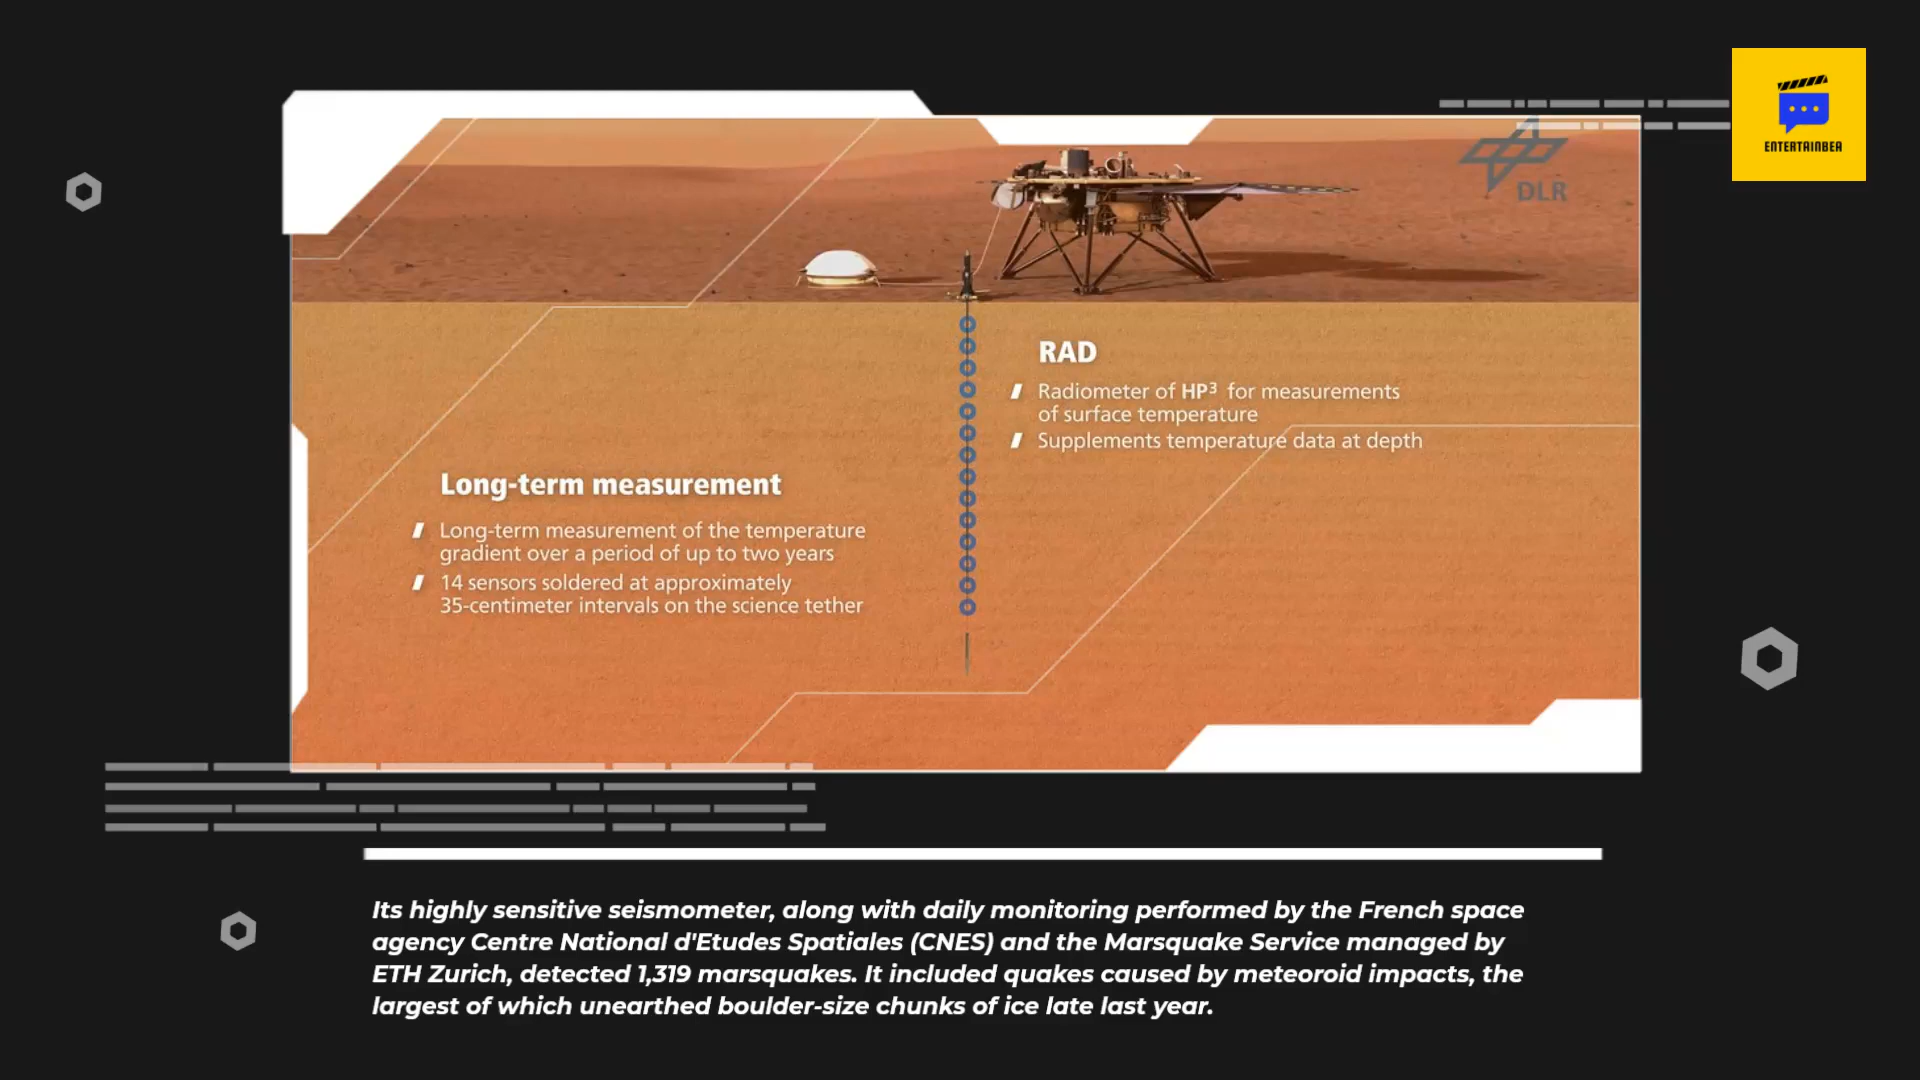 ENTERTAINBEA
DLR
RAD
Radiometer of HP³ for measurements
of surface temperature
Supplements temperature data at depth
Long-term measurement
Long-term measurement of the temperature
gradient over a period of up to two years
14 sensors soldered at approximately
35-centimeter intervals on the science tether
Its highly sensitive seismometer, along with daily monitoring performed by the French space
agency Centre National d'Etudes Spatiales (CNES) and the Marsquake Service managed by
ETH Zurich, detected 1,319 marsquakes. It included quakes caused by meteoroid impacts, the
largest of which unearthed boulder-size chunks of ice late last year.